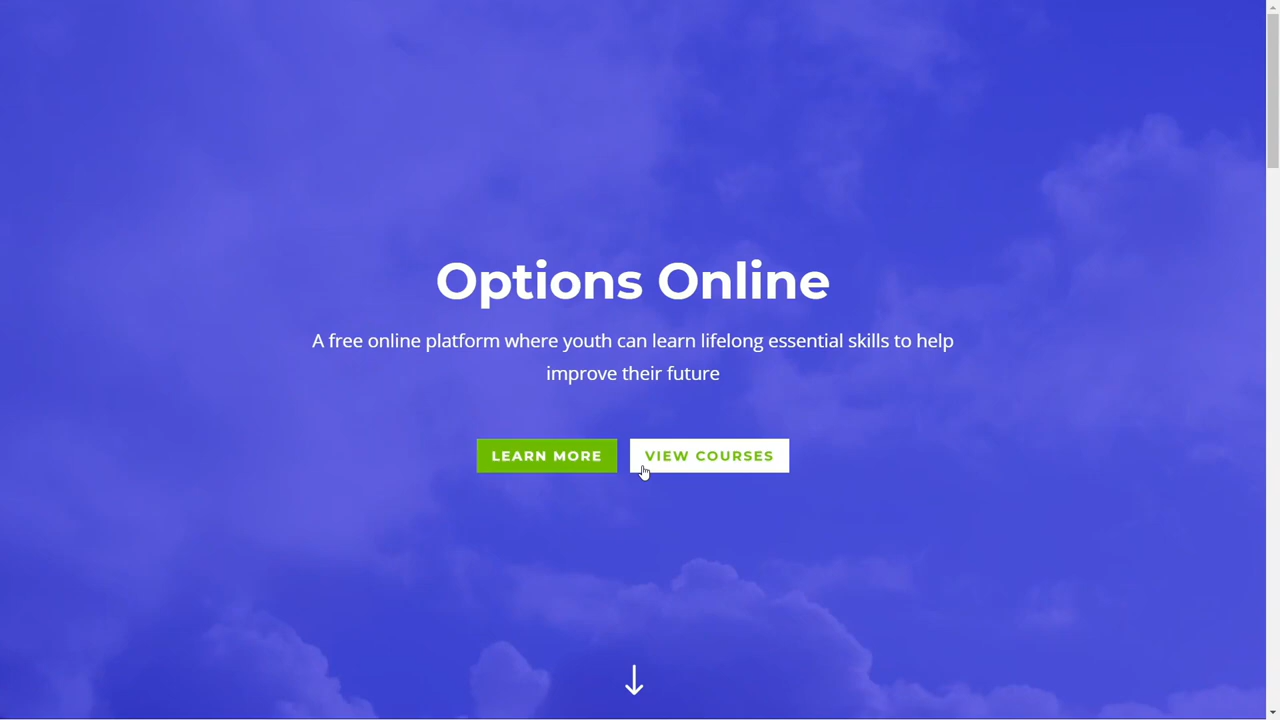 Options Online
A free online platform where youth can learn lifelong essential skills to help
improve their future
LEARN MORE
VIEW COURSES